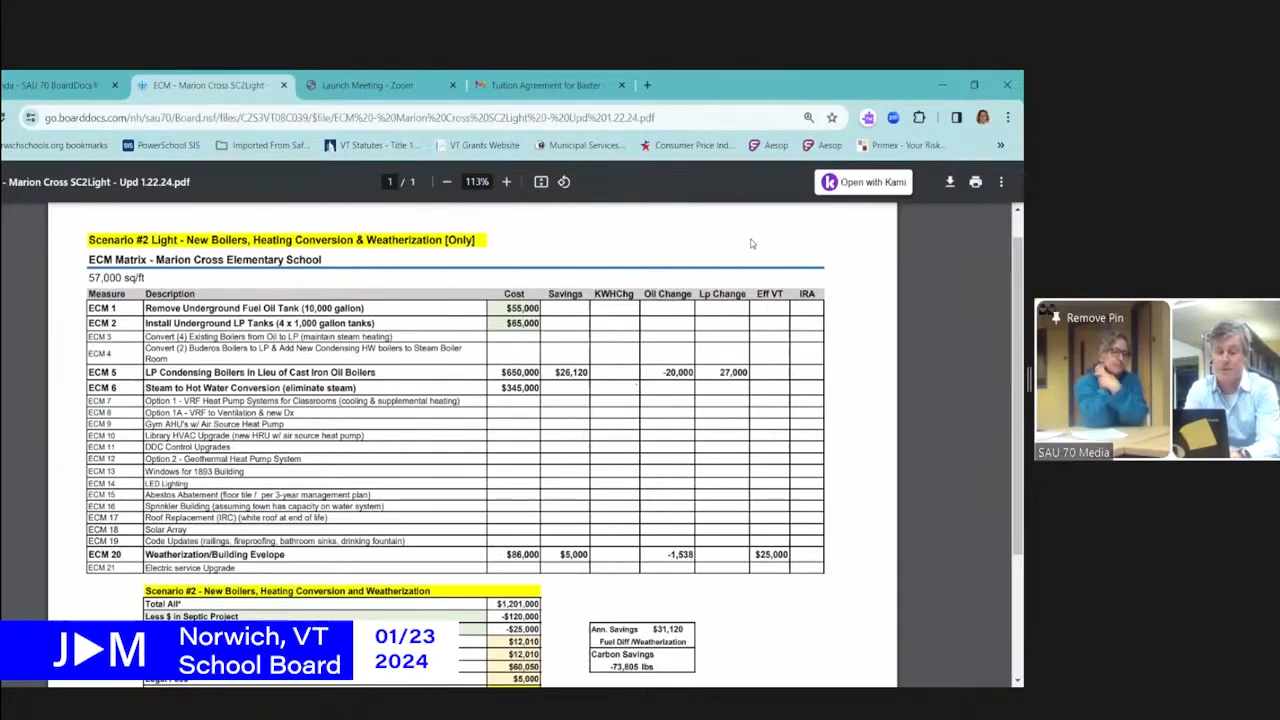 nda - SAU 70 BoardDocs® ECM - Marion Cross SC2Light - Launch Meeting - Zoom Tuition Agreement for Baxter -
go.boarddocs.com/nh/sau70/Board.nsf/files/CZS3VT08C039/$file/ECM%20-%20Marion%20Cross%20SC2Light%20-%20Upd%201.22.24.pdf
rwichschools.org bookmarks PowerSchool SIS Imported From Saf... VT Statutes - Title 1... VT Grants Website Municipal Services... Consumer Price Ind... Aesop Aesop Primex - Your Risk... »
- Marion Cross SC2Light - Upd 1.22.24.pdf 1 / 1 113% Open with Kami
Scenario #2 Light - New Boilers, Heating Conversion & Weatherization [Only]
ECM Matrix - Marion Cross Elementary School
57,000 sq/ft
Measure Description Cost Savings KWHChg Oil Change Lp Change Eff VT IRA
ECM 1 Remove Underground Fuel Oil Tank (10,000 gallon) $55,000
ECM 2 Install Underground LP Tanks (4 x 1,000 gallon tanks) $65,000
ECM 3 Convert (4) Existing Boilers from Oil to LP (maintain steam heating)
ECM 4 Convert (2) Buderos Boilers to LP & Add New Condensing HW boilers to Steam Boiler
Room
ECM 5 LP Condensing Boilers in Lieu of Cast Iron Oil Boilers $650,000 $26,120 -20,000 27,000
ECM 6 Steam to Hot Water Conversion (eliminate steam) $345,000
ECM 7 Option 1 - VRF Heat Pump Systems for Classrooms (cooling & supplemental heating)
ECM 8 Option 1A - VRF to Ventilation & new Dx
ECM 9 Gym AHU's w/ Air Source Heat Pump
ECM 10 Library HVAC Upgrade (new HRU w/ air source heat pump)
ECM 11 DDC Control Upgrades
ECM 12 Option 2 - Geothermal Heat Pump System
ECM 13 Windows for 1893 Building
ECM 14 LED Lighting
ECM 15 Abestos Abatement (floor tile / per 3-year management plan)
ECM 16 Sprinkler Building (assuming town has capacity on water system)
ECM 17 Roof Replacement (IRC) (white roof at end of life)
ECM 18 Solar Array
ECM 19 Code Updates (railings, fireproofing, bathroom sinks, drinking fountain)
ECM 20 Weatherization/Building Evelope $86,000 $5,000 -1,538 $25,000
ECM 21 Electric service Upgrade
Scenario #2 - New Boilers, Heating Conversion and Weatherization
Total All* $1,201,000
Less $ in Septic Project -$120,000
-$25,000
$12,010
$12,010
$60,050
$5,000
Ann. Savings $31,120
Fuel Diff /Weatherization
Carbon Savings
-73,805 lbs
Remove Pin
SAU 70 Media
J M
Norwich, VT
School Board
01/23
2024